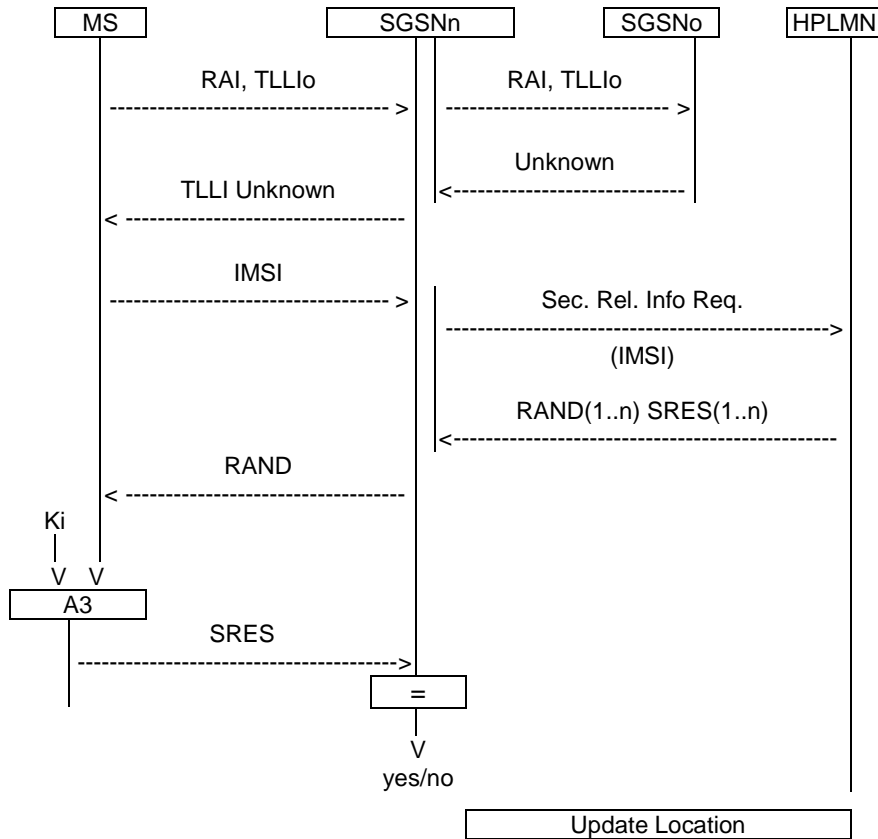 MS SGSNn SGSNo HPLMN
RAI, TLLIo RAI, TLLIo
Unknown
TLLI Unknown
IMSI
Sec. Rel. Info Req.
(IMSI)
RAND(1..n) SRES(1..n)
RAND
Ki
V V
A3
SRES
=
V
yes/no
Update Location